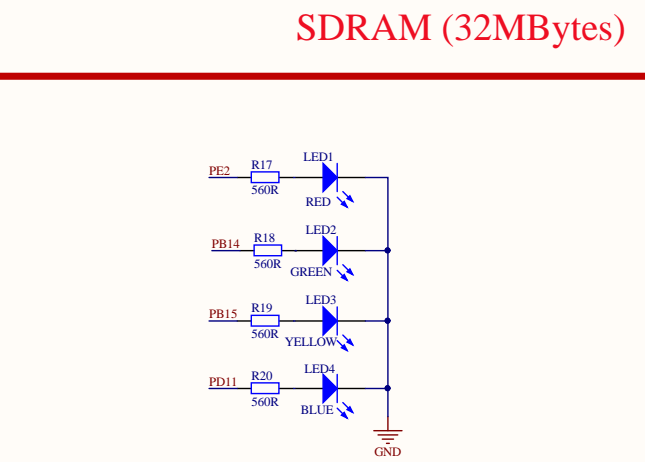 SDRAM (32MBytes)
LED1
PE2
R17
560R
RED
LED2
PB14
R18
560R
GREEN
LED3
PB15
R19
560R
YELLOW
LED4
PD11
R20
560R
BLUE
GND